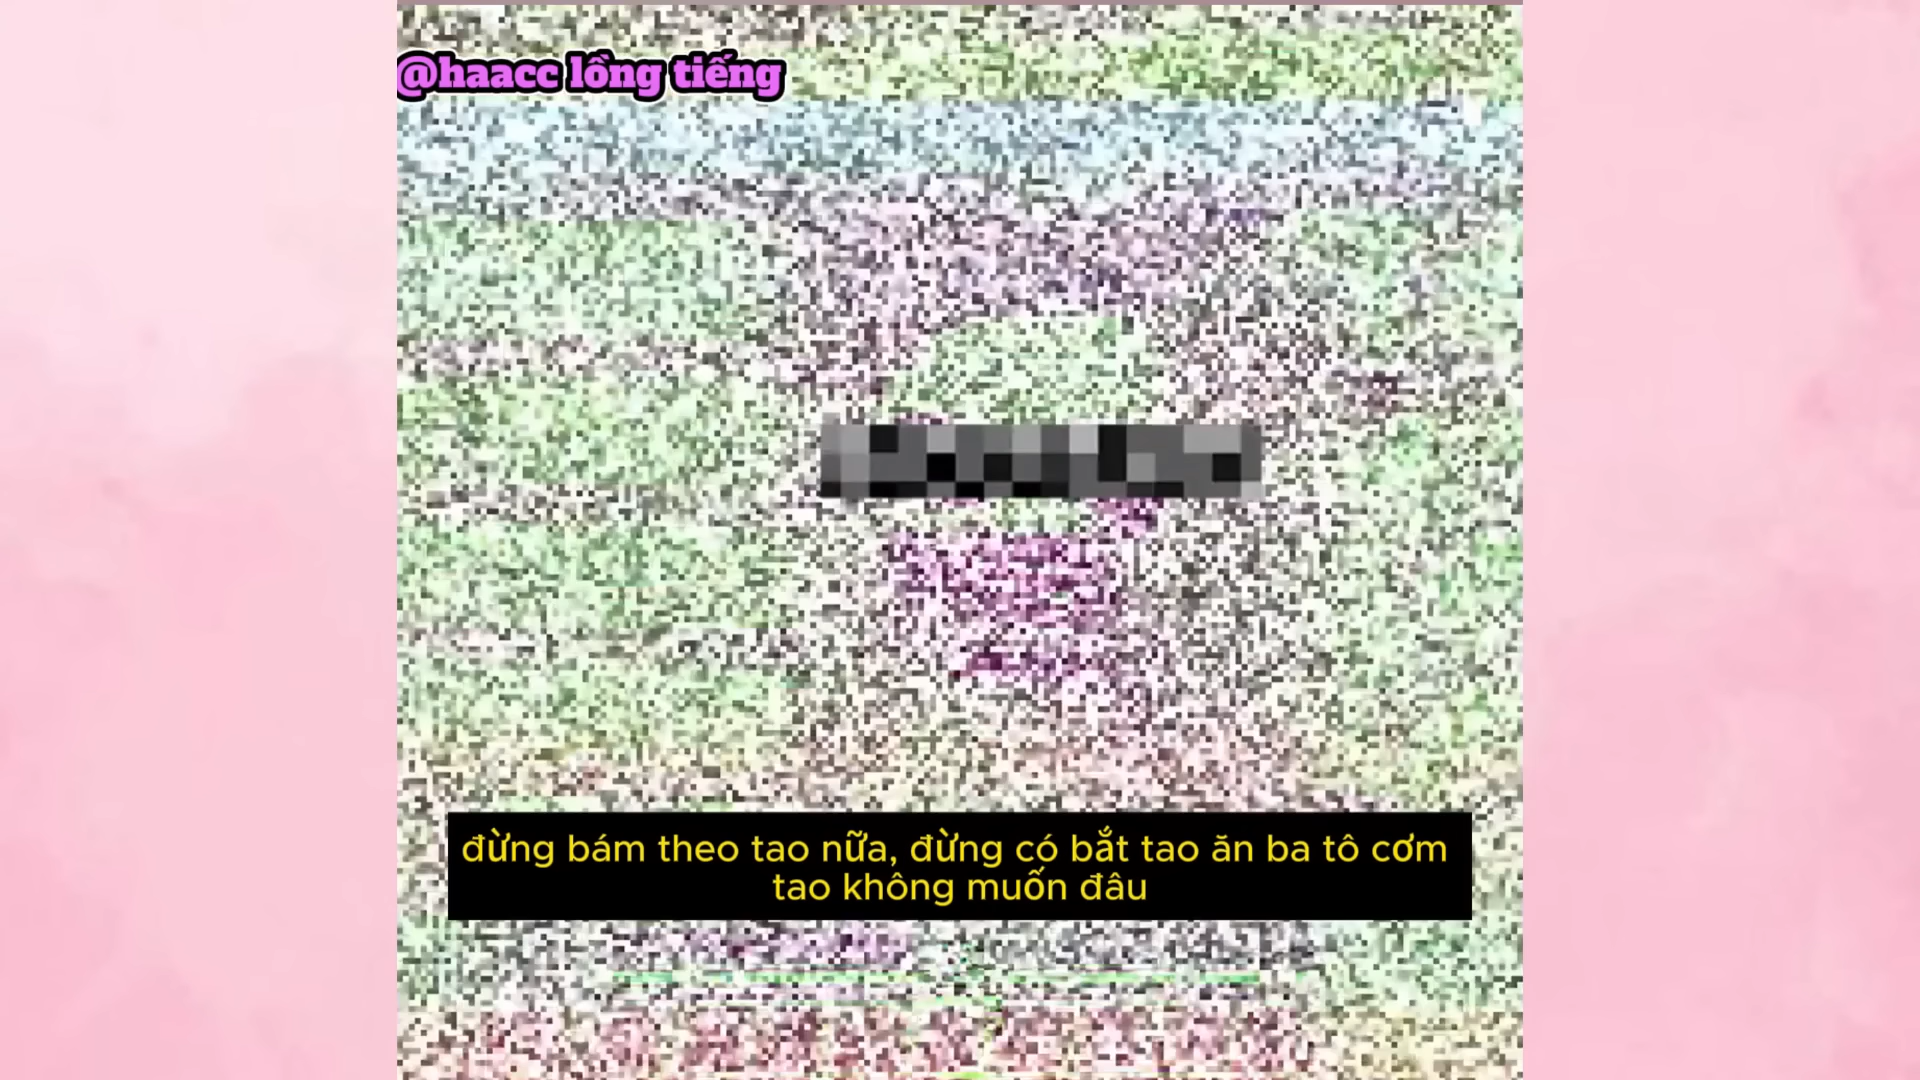 @haacc lồng tiếng
đừng bám theo tao nữa, đừng có bắt tao ăn ba tô cơm
tao không muốn đâu